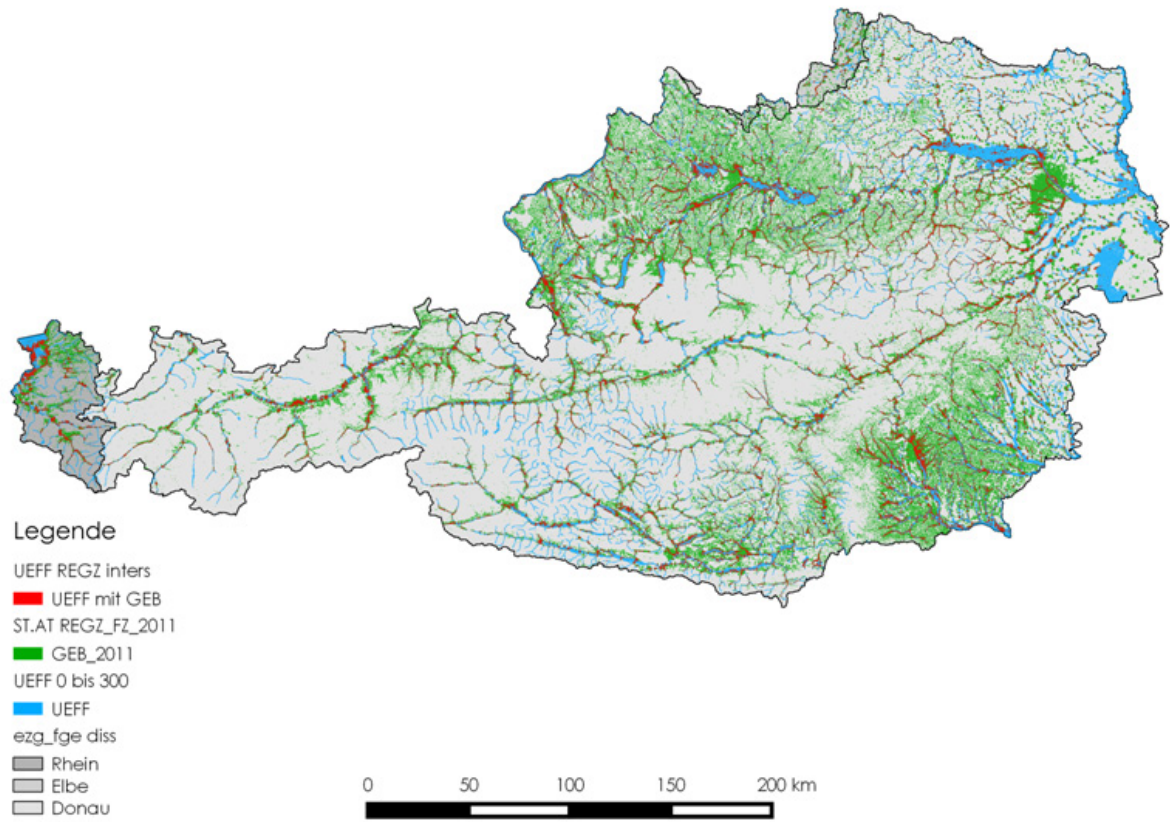 Legende
UEFF REGZ inters
UEFF mit GEB
ST.AT REGZ_FZ_2011
GEB_2011
UEFF 0 bis 300
UEFF
ezg_fge diss
Rhein
Elbe
Donau
0 50 100 150 200 km